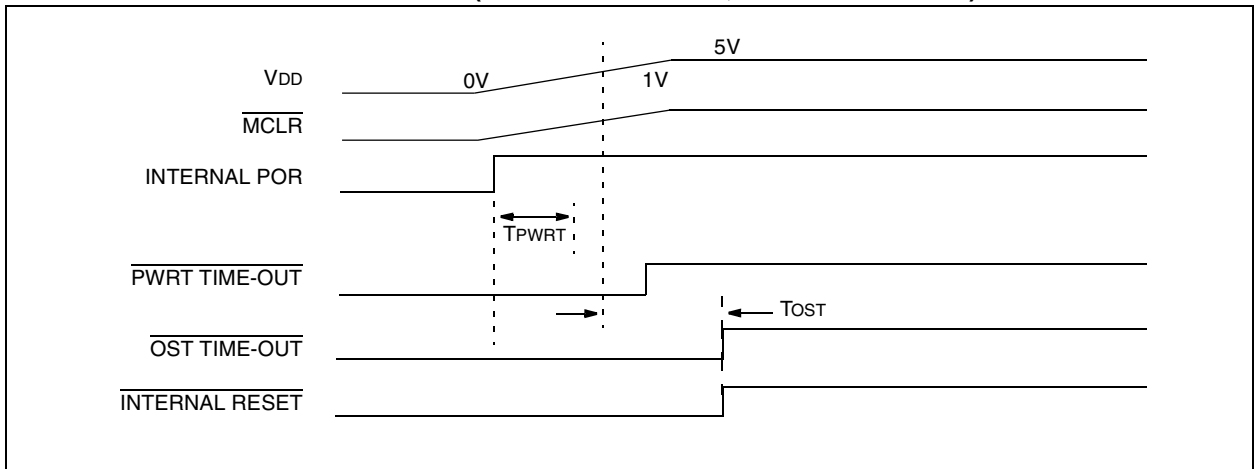 5V
VDD
0V
1V
MCLR
INTERNAL POR
TPWRT
PWRT TIME-OUT
TOST
OST TIME-OUT
INTERNAL RESET